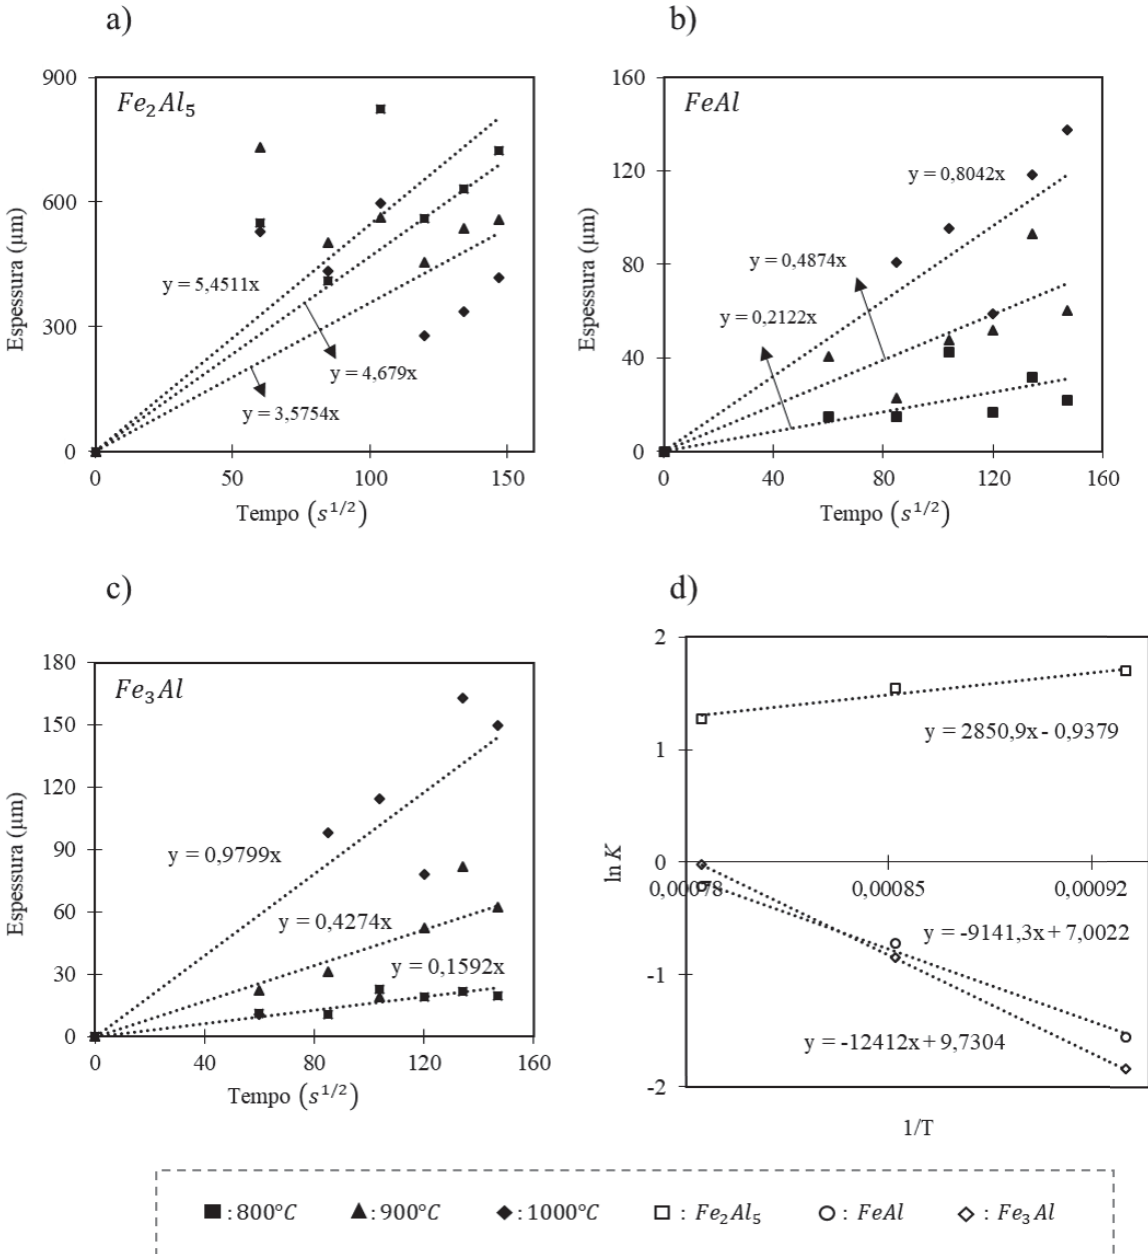 a)
900
600
300
0
0
50
100
150
Espessura (μm)
Tempo (s^{1/2})
Fe₂Al₅
y = 5,4511x
y = 4,679x
y = 3,5754x
b)
160
120
80
40
0
0
40
80
120
160
Espessura (μm)
Tempo (s^{1/2})
FeAl
y = 0,8042x
y = 0,4874x
y = 0,2122x
c)
180
150
120
90
60
30
0
0
40
80
120
160
Espessura (μm)
Tempo (s^{1/2})
Fe₃Al
y = 0,9799x
y = 0,4274x
y = 0,1592x
d)
2
1
0
-1
-2
0,00078
0,00085
0,00092
ln K
1/T
y = 2850,9x - 0,9379
y = -9141,3x + 7,0022
y = -12412x + 9,7304
: 800°C : 900°C : 1000°C : Fe₂Al₅ : FeAl : Fe₃Al